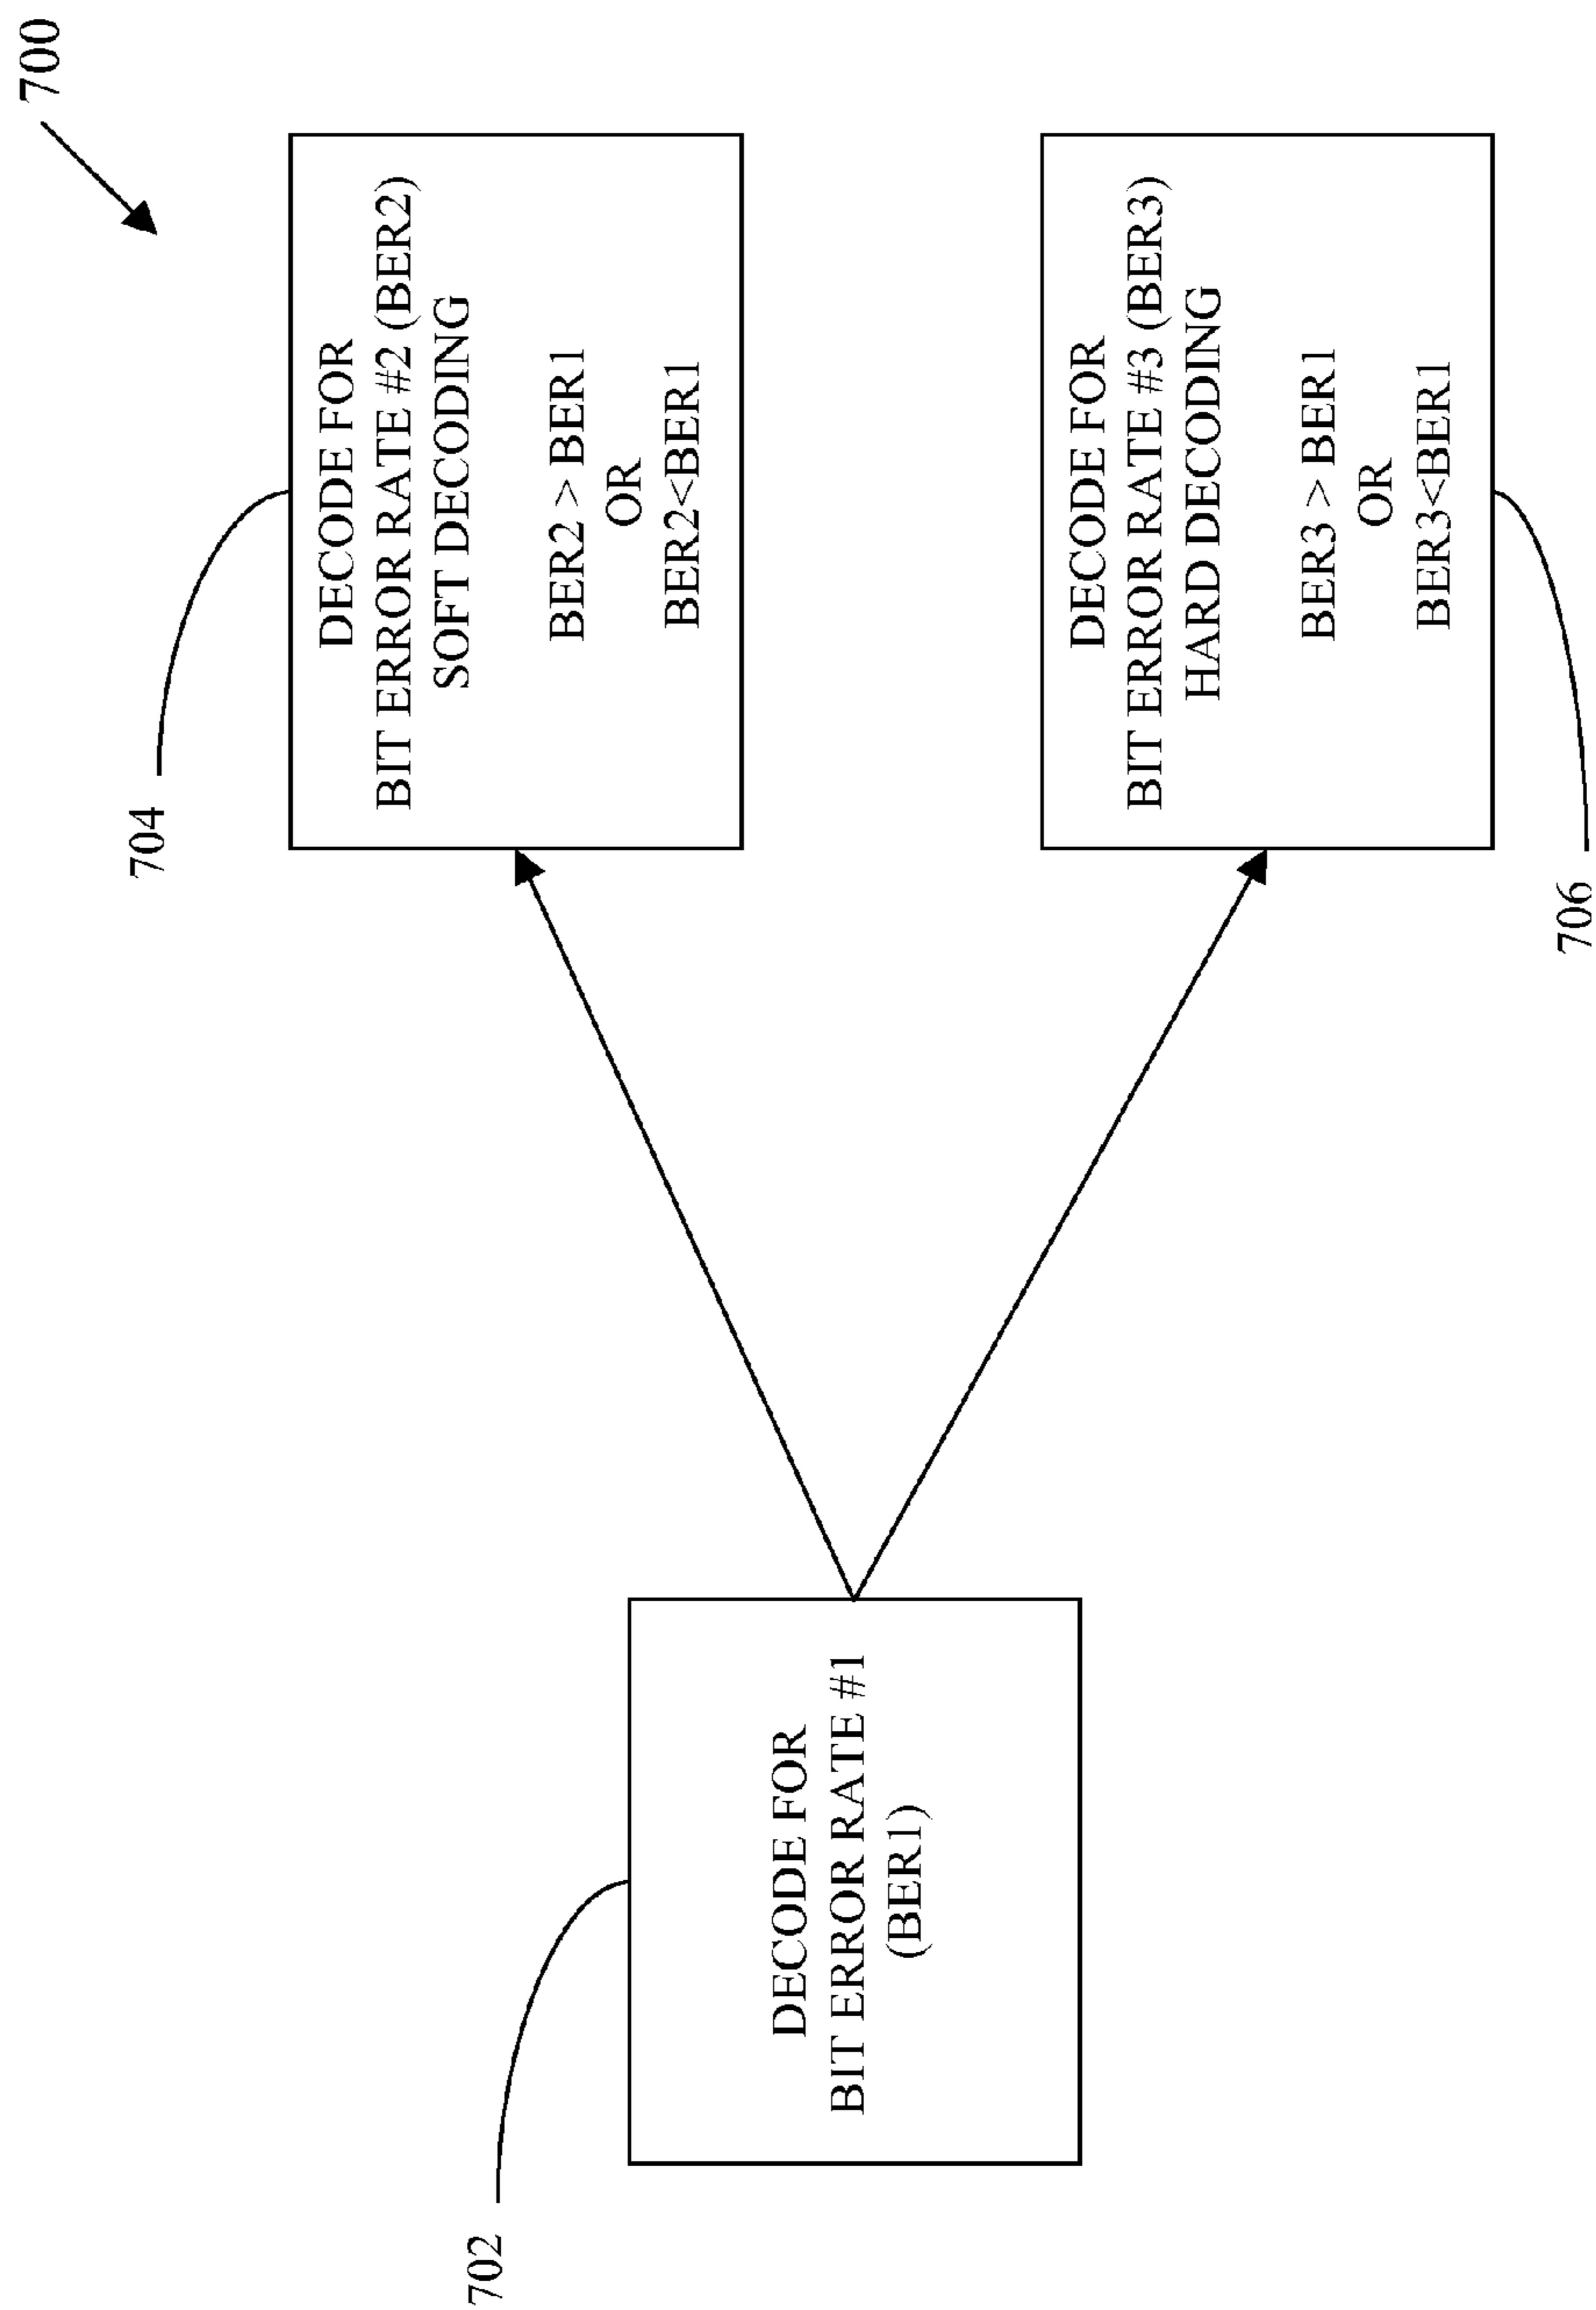 700
704
DECODE FOR
BIT ERROR RATE #2 (BER2)
SOFT DECODING
BER2 > BER1
OR
BER2<BER1
702
DECODE FOR
BIT ERROR RATE #1
(BER1)
DECODE FOR
BIT ERROR RATE #3 (BER3)
HARD DECODING
BER3 > BER1
OR
BER3<BER1
706